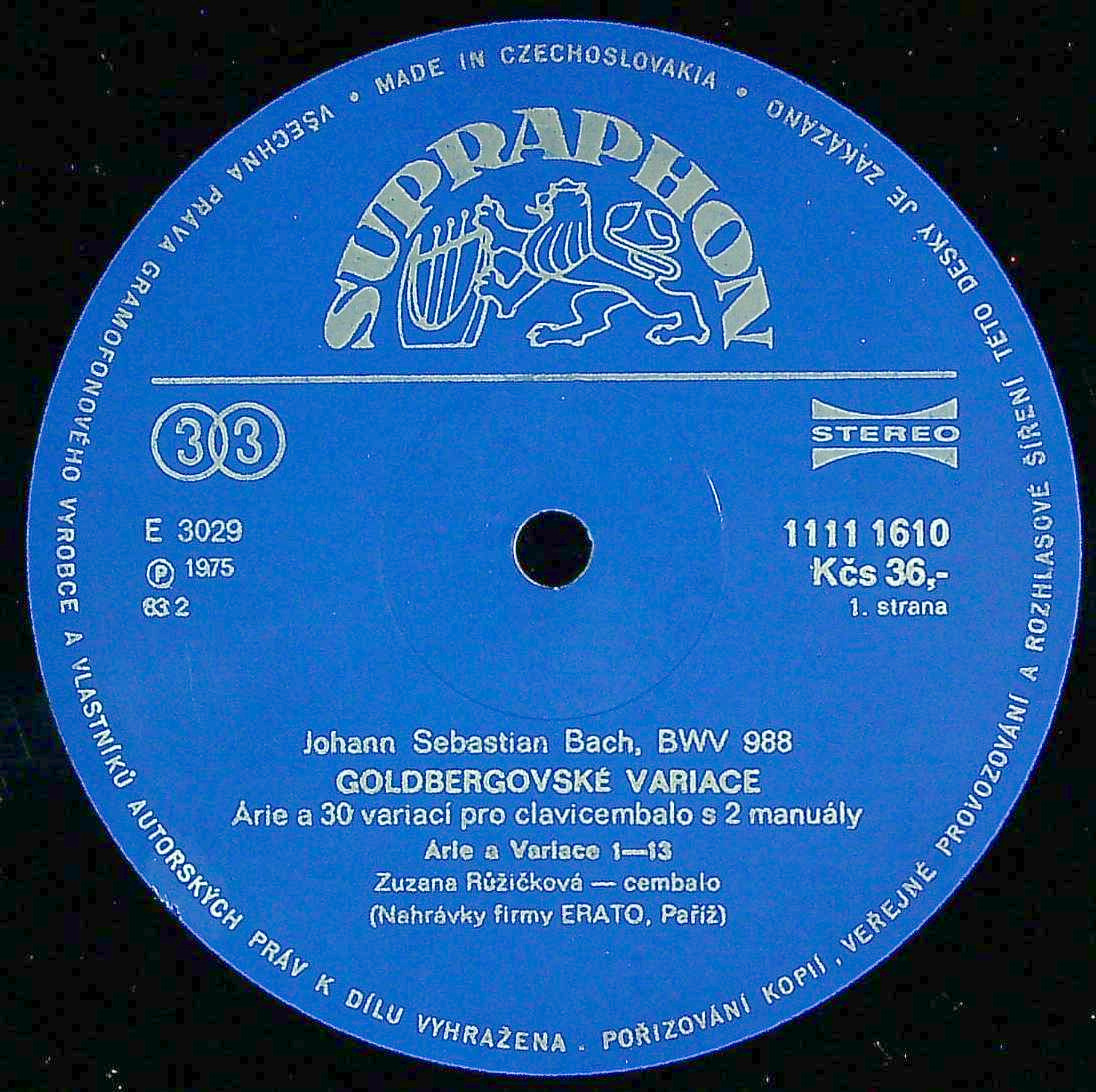 MADE IN CZECHOSLOVAKIA • VŠECHNA PRÁVA GRAMOFONOVÉHO VÝROBCE A VLASTNÍKŮ AUTORSKÝCH PRÁV K DÍLU VYHRAŽENA . POŘIZOVÁNÍ KOPIÍ, VEŘEJNÉ PROVOZOVÁNÍ A ROZHLASOVÉ ŠÍŘENÍ TÉTO DESKY JE ZAKÁZÁNO •
SUPRAPHON
33
STEREO
E 3029
1111 1610
Ⓟ 1975
Kčs 36,-
83 2
1. strana
Johann Sebastian Bach, BWV 988
GOLDBERGOVSKÉ VARIACE
Árie a 30 variací pro clavicembalo s 2 manuály
Árie a Variace 1—13
Zuzana Růžičková — cembalo
(Nahrávky firmy ERATO, Paříž)